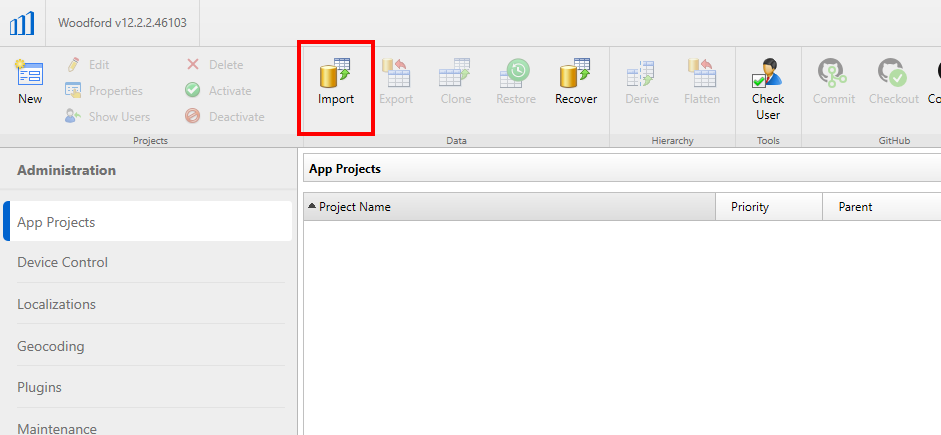 Woodford v12.2.2.46103
New
Edit
Properties
Show Users
Delete
Activate
Deactivate
Projects
Import
Export
Clone
Restore
Recover
Data
Derive
Flatten
Hierarchy
Check
User
Tools
Commit
Checkout
Co
GitHub
Administration
App Projects
Device Control
Localizations
Geocoding
Plugins
Maintenance
App Projects
Project Name
Priority
Parent